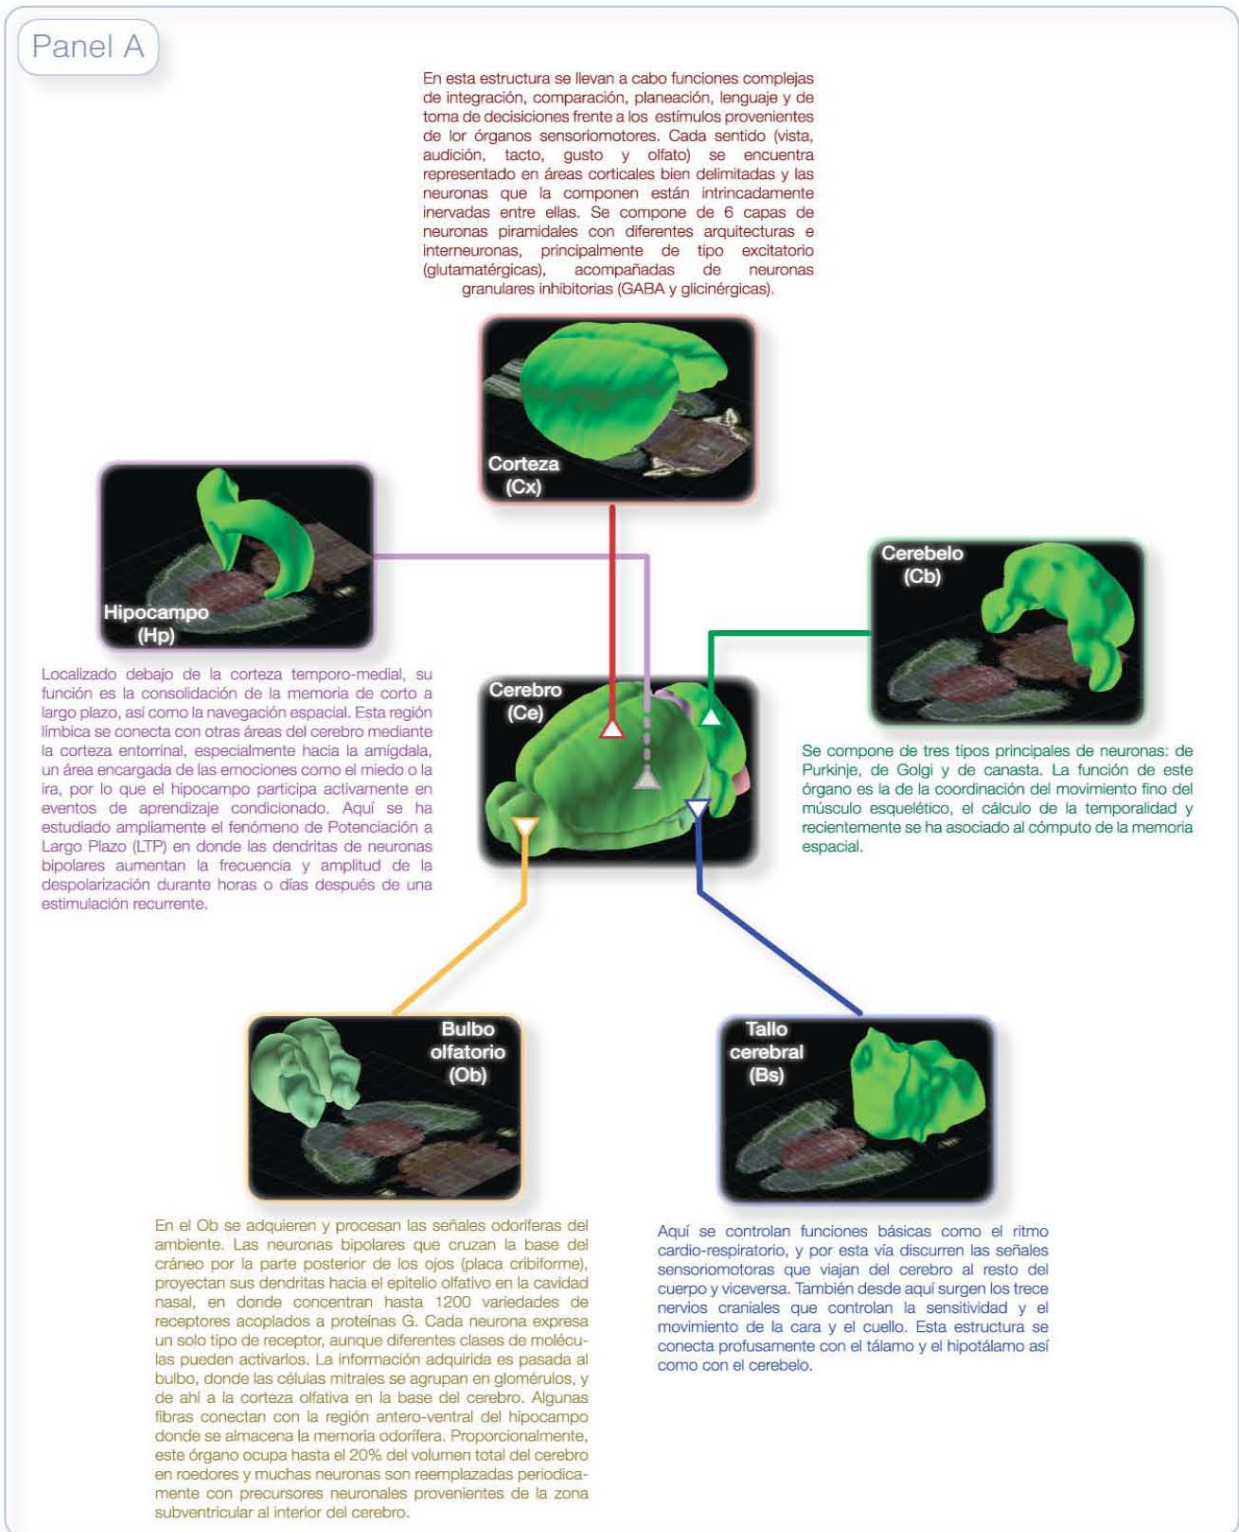 Panel A
En esta estructura se llevan a cabo funciones complejas
de integración, comparación, planeación, lenguaje y de
toma de decisiones frente a los estímulos provenientes
de lor órganos sensoriomotores. Cada sentido (vista,
audición, tacto, gusto y olfato) se encuentra
representado en áreas corticales bien delimitadas y las
neuronas que la componen están intrincadamente
inervadas entre ellas. Se compone de 6 capas de
neuronas piramidales con diferentes arquitecturas e
interneuronas, principalmente de tipo excitatorio
(glutamatérgicas), acompañadas de neuronas
granulares inhibitorias (GABA y glicinérgicas).
Corteza
(Cx)
Hipocampo
(Hp)
Localizado debajo de la corteza temporo-medial, su
función es la consolidación de la memoria de corto a
largo plazo, así como la navegación espacial. Esta región
límbica se conecta con otras áreas del cerebro mediante
la corteza entorrinal, especialmente hacia la amígdala,
un área encargada de las emociones como el miedo o la
ira, por lo que el hipocampo participa activamente en
eventos de aprendizaje condicionado. Aquí se ha
estudiado ampliamente el fenómeno de Potenciación a
Largo Plazo (LTP) en donde las dendritas de neuronas
bipolares aumentan la frecuencia y amplitud de la
despolarización durante horas o días después de una
estimulación recurrente.
Cerebro
(Ce)
Cerebelo
(Cb)
Se compone de tres tipos principales de neuronas: de
Purkinje, de Golgi y de canasta. La función de este
órgano es la de la coordinación del movimiento fino del
músculo esquelético, el cálculo de la temporalidad y
recientemente se ha asociado al cómputo de la memoria
espacial.
Bulbo
olfatorio
(Ob)
En el Ob se adquieren y procesan las señales odoríferas del
ambiente. Las neuronas bipolares que cruzan la base del
cráneo por la parte posterior de los ojos (placa cribiforme),
proyectan sus dendritas hacia el epitelio olfativo en la cavidad
nasal, en donde concentran hasta 1200 variedades de
receptores acoplados a proteínas G. Cada neurona expresa
un solo tipo de receptor, aunque diferentes clases de molécu-
las pueden activarlos. La información adquirida es pasada al
bulbo, donde las células mitrales se agrupan en glomérulos, y
de ahí a la corteza olfativa en la base del cerebro. Algunas
fibras conectan con la región antero-ventral del hipocampo
donde se almacena la memoria odorífera. Proporcionalmente,
este órgano ocupa hasta el 20% del volumen total del cerebro
en roedores y muchas neuronas son reemplazadas periodica-
mente con precursores neuronales provenientes de la zona
subventricular al interior del cerebro.
Tallo
cerebral
(Bs)
Aquí se controlan funciones básicas como el ritmo
cardio-respiratorio, y por esta vía discurren las señales
sensoriomotoras que viajan del cerebro al resto del
cuerpo y viceversa. También desde aquí surgen los trece
nervios craniales que controlan la sensitividad y el
movimiento de la cara y el cuello. Esta estructura se
conecta profusamente con el tálamo y el hipotálamo así
como con el cerebelo.